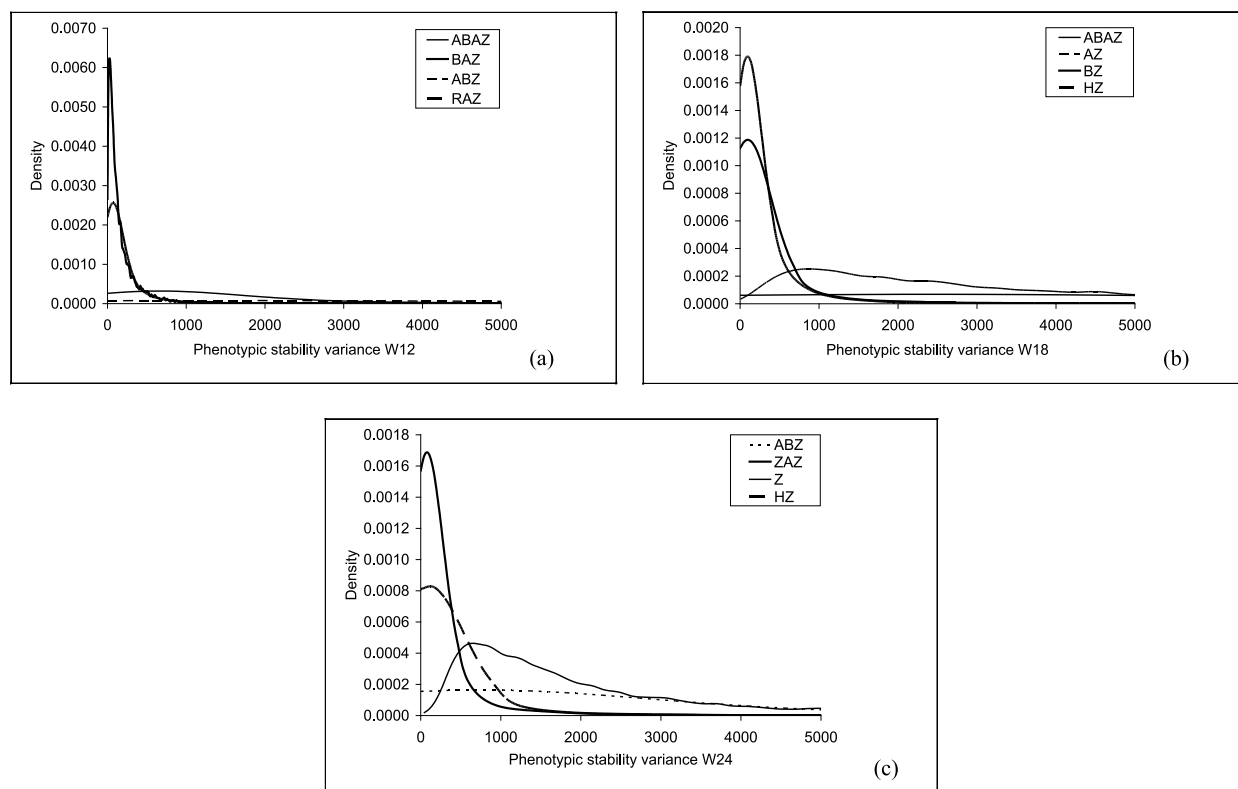 0.0070
0.0060
0.0050
0.0040
0.0030
0.0020
0.0010
0.0000
Density
0 1000 2000 3000 4000 5000
Phenotypic stability variance W12
ABAZ
BAZ
ABZ
RAZ
(a)
0.0020
0.0018
0.0016
0.0014
0.0012
0.0010
0.0008
0.0006
0.0004
0.0002
0.0000
Density
0 1000 2000 3000 4000 5000
Phenotypic stability variance W18
ABAZ
AZ
BZ
HZ
(b)
0.0018
0.0016
0.0014
0.0012
0.0010
0.0008
0.0006
0.0004
0.0002
0.0000
Density
0 1000 2000 3000 4000 5000
Phenotypic stability variance W24
ABZ
ZAZ
Z
HZ
(c)